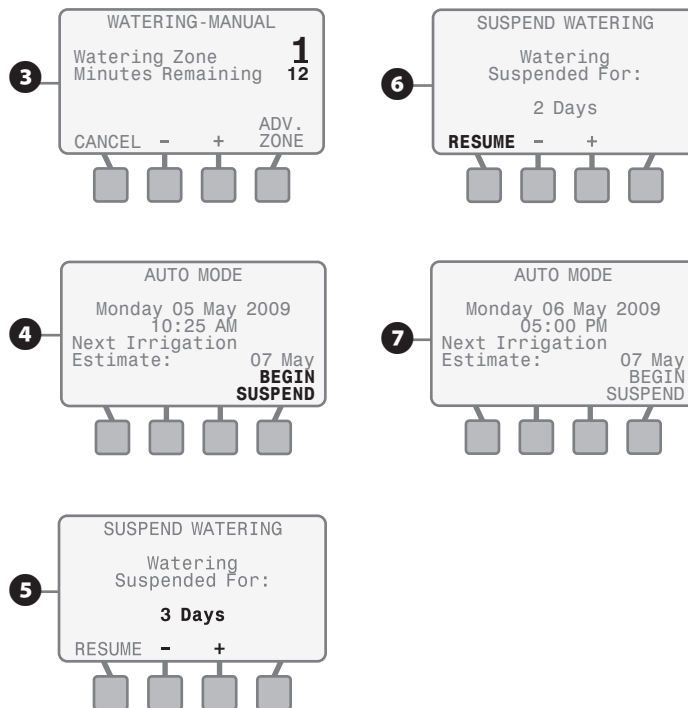 3
WATERING-MANUAL
Watering Zone 1
Minutes Remaining 12
ADV.
CANCEL - + ZONE
4
AUTO MODE
Monday 05 May 2009
10:25 AM
Next Irrigation
Estimate: 07 May
BEGIN
SUSPEND
5
SUSPEND WATERING
Watering
Suspended For:
3 Days
RESUME - +
6
SUSPEND WATERING
Watering
Suspended For:
2 Days
RESUME - +
7
AUTO MODE
Monday 06 May 2009
05:00 PM
Next Irrigation
Estimate: 07 May
BEGIN
SUSPEND